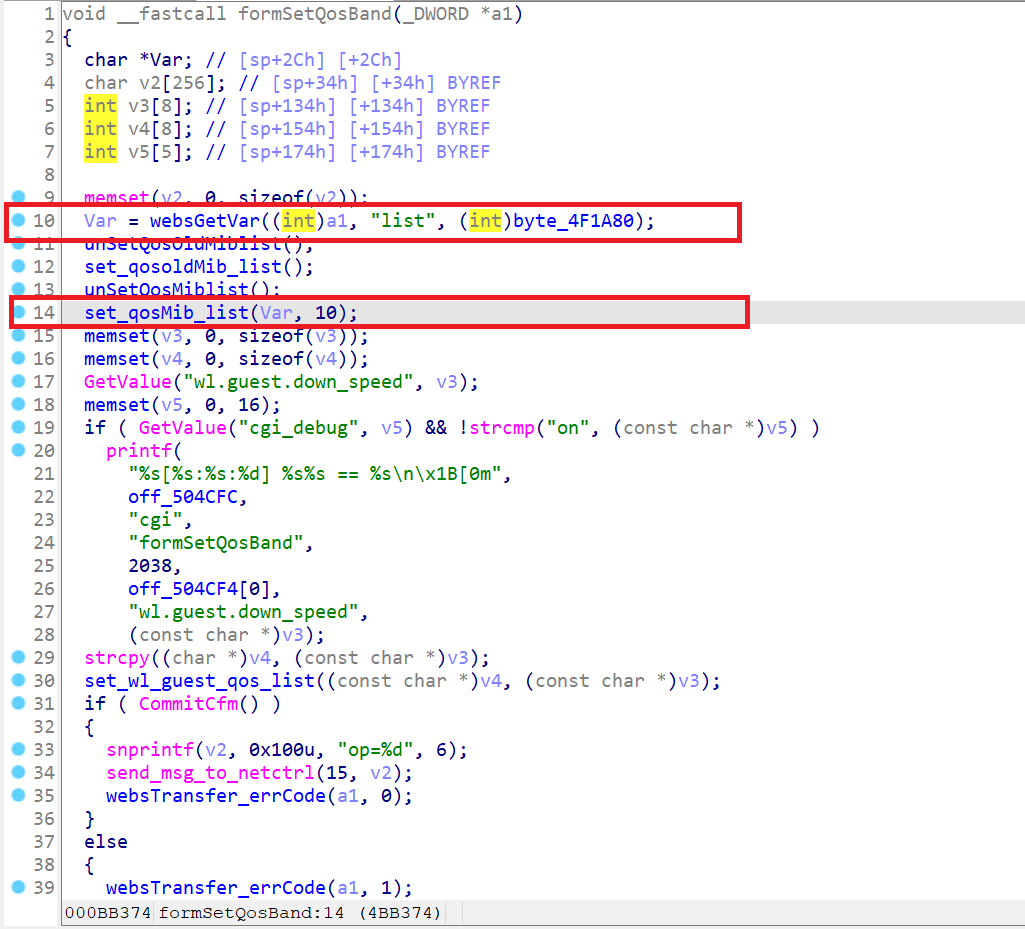 1 void __fastcall formSetQosBand(_DWORD *a1)
2 {
3 char *Var; // [sp+2Ch] [+2Ch]
4 char v2[256]; // [sp+34h] [+34h] BYREF
5 int v3[8]; // [sp+134h] [+134h] BYREF
6 int v4[8]; // [sp+154h] [+154h] BYREF
7 int v5[5]; // [sp+174h] [+174h] BYREF
8
9 memset(v2, 0, sizeof(v2));
10 Var = websGetVar((int)a1, "list", (int)byte_4F1A80);
11 unSetQosOldMiblist();
12 set_qosoldMib_list();
13 unSetQosMiblist();
14 set_qosMib_list(Var, 10);
15 memset(v3, 0, sizeof(v3));
16 memset(v4, 0, sizeof(v4));
17 GetValue("wl.guest.down_speed", v3);
18 memset(v5, 0, 16);
19 if ( GetValue("cgi_debug", v5) && !strcmp("on", (const char *)v5) )
20 printf(
21 "%s[%s:%s:%d] %s%s == %s\n\x1B[0m",
22 off_504CFC,
23 "cgi",
24 "formSetQosBand",
25 2038,
26 off_504CF4[0],
27 "wl.guest.down_speed",
28 (const char *)v3);
29 strcpy((char *)v4, (const char *)v3);
30 set_wl_guest_qos_list((const char *)v4, (const char *)v3);
31 if ( CommitCfm() )
32 {
33 snprintf(v2, 0x100u, "op=%d", 6);
34 send_msg_to_netctrl(15, v2);
35 websTransfer_errCode(a1, 0);
36 }
37 else
38 {
39 websTransfer_errCode(a1, 1);
000BB374 formSetQosBand:14 (4BB374)